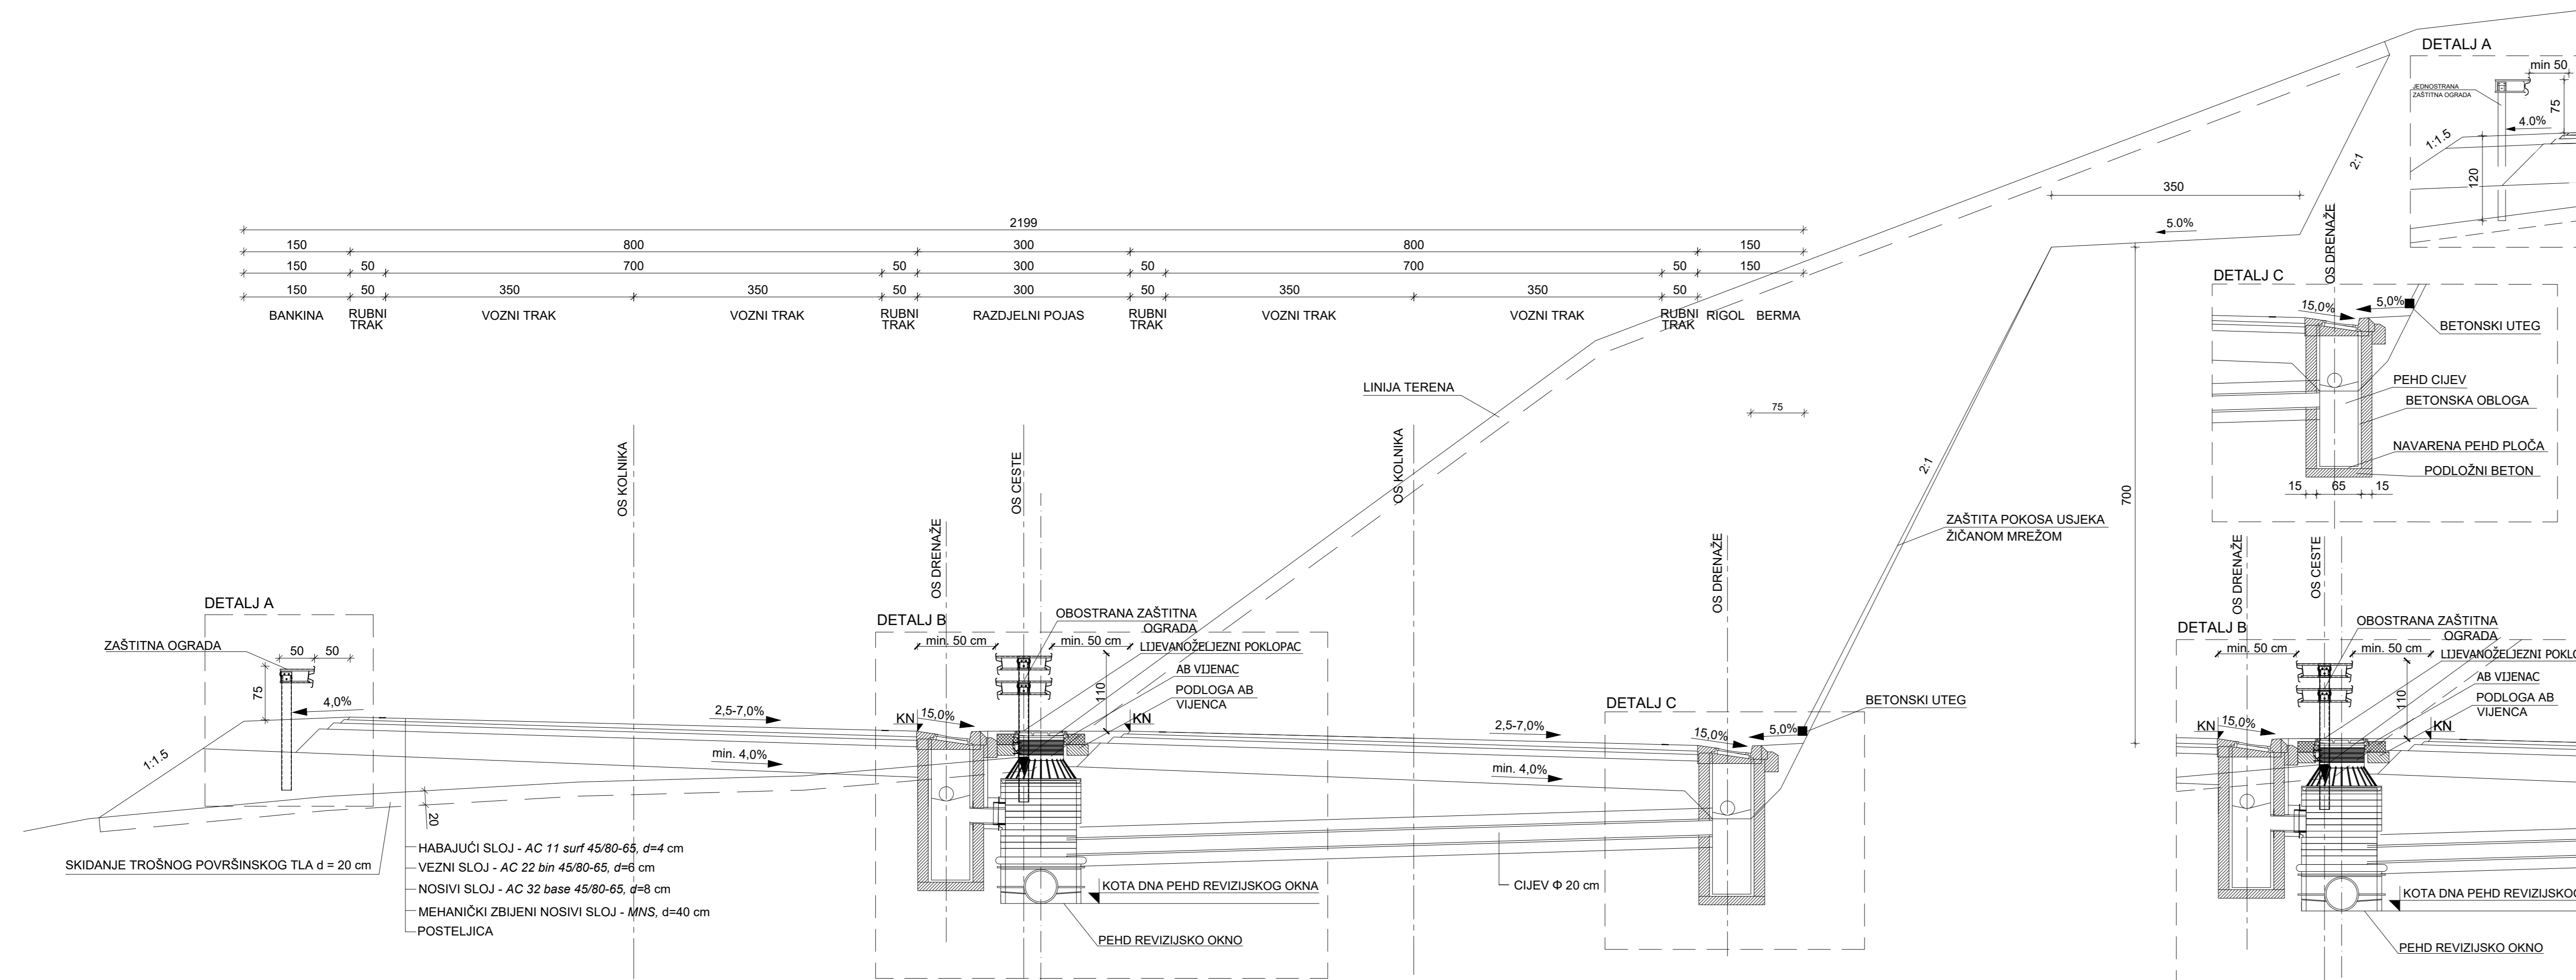 2199
150 800 300 800 150
150 50 700 50 300 50 700 50 150
150 50 350 350 50 300 50 350 350 50
BANKINA RUBNI TRAK VOZNI TRAK VOZNI TRAK RUBNI TRAK RAZDJELNI POJAS RUBNI TRAK VOZNI TRAK VOZNI TRAK RUBNI TRAK RIGOL BERMA
LINIJA TERENA
75
OS KOLNIKA
OS DRENAŽE
OS CESTE
OS KOLNIKA
OS DRENAŽE
2:1
350
5.0%
2:1
700
ZAŠTITA POKOSA USJEKA
ŽIČANOM MREŽOM
DETALJ A
ZAŠTITNA OGRADA
50 50
75
4,0%
1:1.5
20
SKIDANJE TROŠNOG POVRŠINSKOG TLA d = 20 cm
HABAJUĆI SLOJ - AC 11 surf 45/80-65, d=4 cm
VEZNI SLOJ - AC 22 bin 45/80-65, d=6 cm
NOSIVI SLOJ - AC 32 base 45/80-65, d=8 cm
MEHANIČKI ZBIJENI NOSIVI SLOJ - MNS, d=40 cm
POSTELJICA
2,5-7,0%
min. 4,0%
DETALJ B
min. 50 cm
min. 50 cm
OBOSTRANA ZAŠTITNA
OGRADA
LIJEVANOŽELJEZNI POKLOPAC
AB VIJENAC
PODLOGA AB
VIJENCA
110
KN
15,0%
KN
KOTA DNA PEHD REVIZIJSKOG OKNA
PEHD REVIZIJSKO OKNO
2,5-7,0%
min. 4,0%
CIJEV Φ 20 cm
DETALJ C
15,0%
5,0%
BETONSKI UTEG
DETALJ A
min 50
JEDNOSTRANA
ZAŠTITNA OGRADA
75
4.0%
1:1.5
120
OS DRENAŽE
DETALJ C
15,0%
5,0%
BETONSKI UTEG
PEHD CIJEV
BETONSKA OBLOGA
NAVARENA PEHD PLOČA
PODLOŽNI BETON
15 65 15
OS DRENAŽE
OS CESTE
DETALJ B
min. 50 cm
min. 50 cm
OBOSTRANA ZAŠTITNA
OGRADA
LIJEVANOŽELJEZNI
AB VIJENAC
PODLOGA AB
VIJENCA
110
KN
15,0%
KN
KOTA DNA PEHD
PEHD REVIZIJSKO OKNO